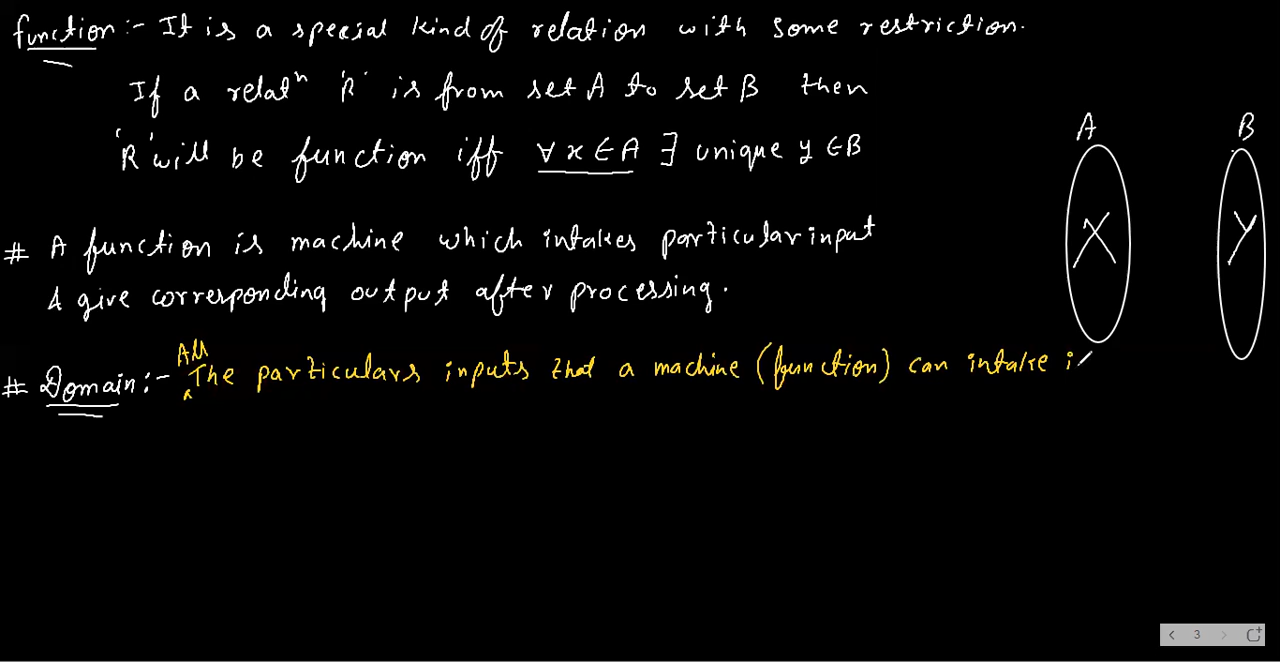 function :- It is a special kind of relation with some restriction.
If a relatⁿ 'R' is from set A to set B then
'R' will be function iff ∀ x ∈ A ∃ unique y ∈ B
A B
X Y
# A function is machine which intakes particular input
& give corresponding output after processing.
All
# Domain :- The particulars inputs that a machine (function) can intake i
3